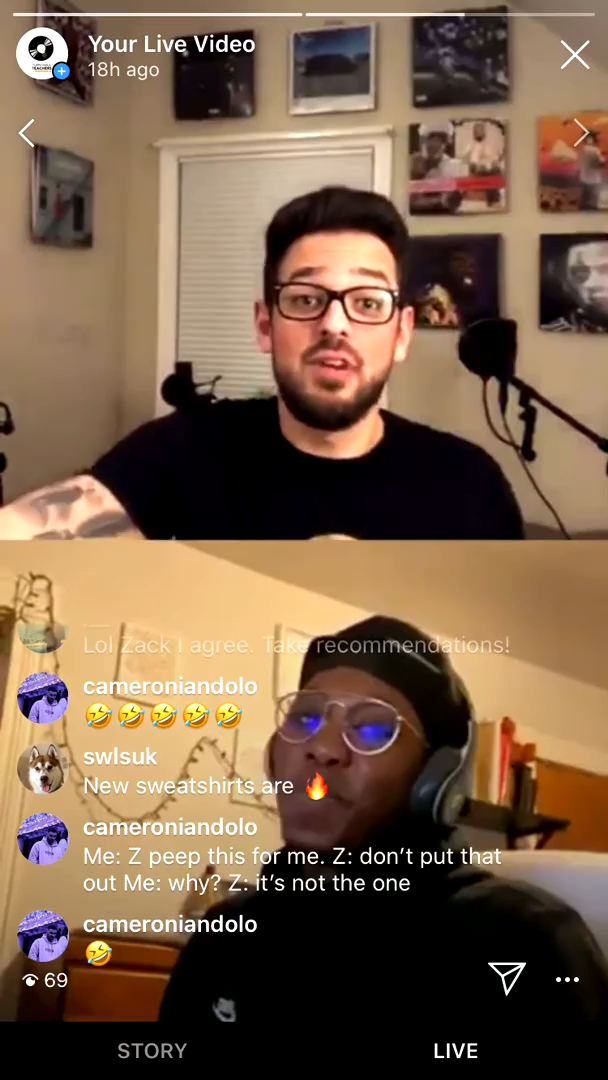 Your Live Video
18h ago
Lol Zack I agree. Take recommendations!
cameroniandolo
🤣🤣🤣🤣🤣
swlsuk
New sweatshirts are 🔥
cameroniandolo
Me: Z peep this for me. Z: don’t put that
out Me: why? Z: it’s not the one
cameroniandolo
🤣
69
STORY
LIVE